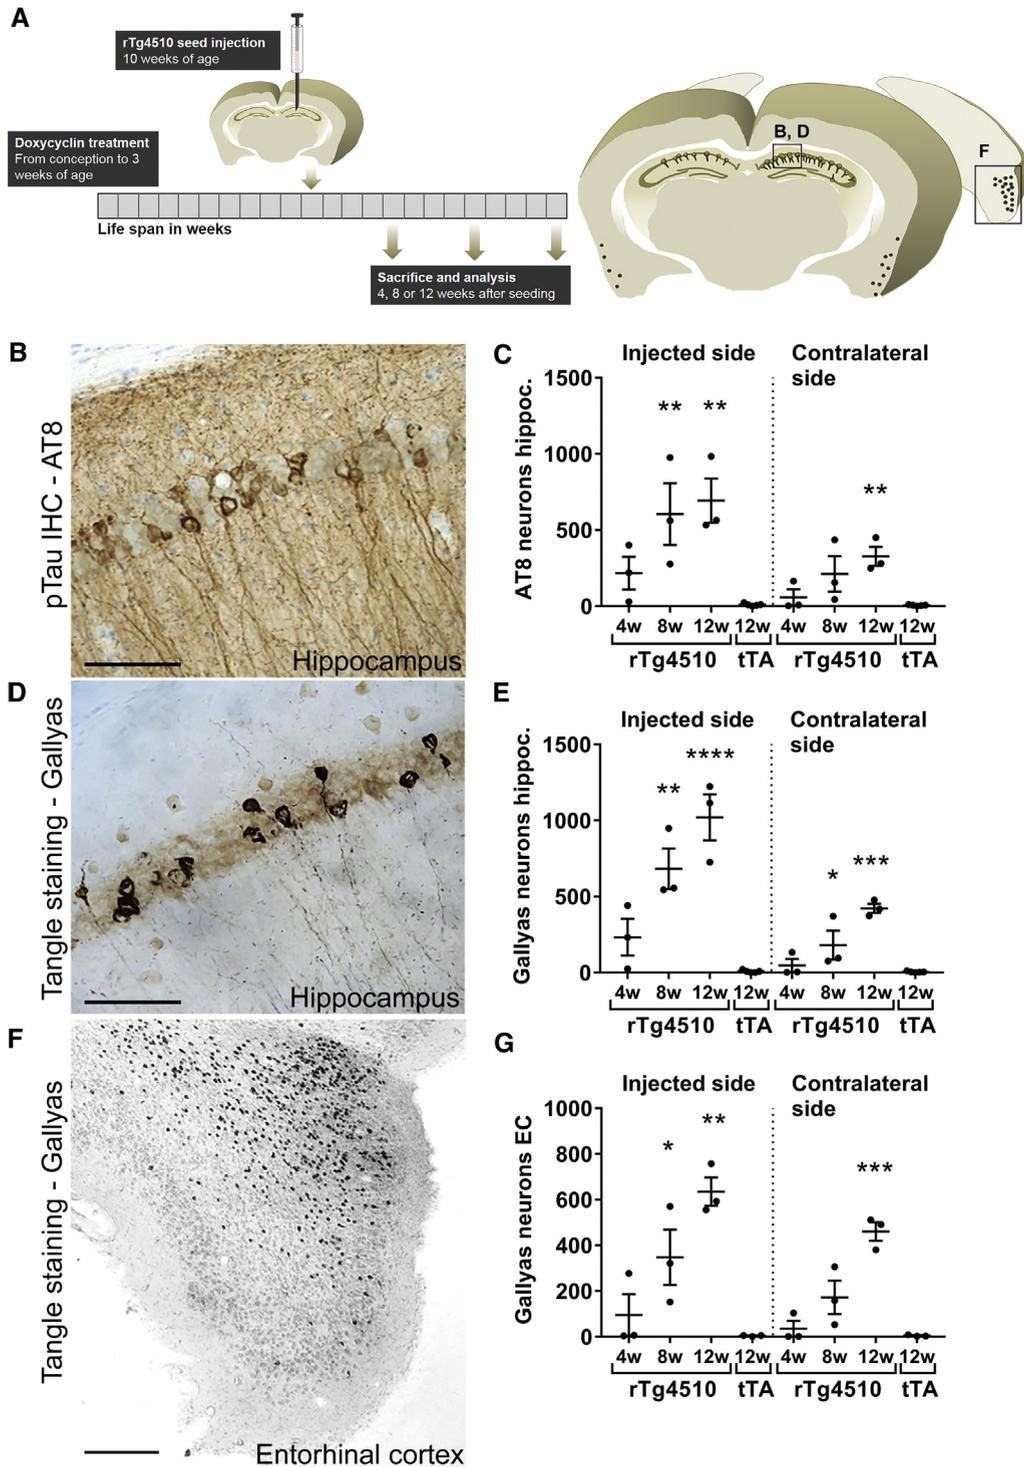 A
rTg4510 seed injection
10 weeks of age
Doxycyclin treatment
From conception to 3
weeks of age
Life span in weeks
Sacrifice and analysis
4, 8 or 12 weeks after seeding
B, D
F
B
pTau IHC - AT8
Hippocampus
C
Injected side
Contralateral
side
AT8 neurons hippoc.
1500
1000
500
0
** **
**
4w 8w 12w 12w 4w 8w 12w 12w
rTg4510 tTA rTg4510 tTA
D
Tangle staining - Gallyas
Hippocampus
E
Injected side
Contralateral
side
Gallyas neurons hippoc.
1500
1000
500
0
** ****
* ***
4w 8w 12w 12w 4w 8w 12w 12w
rTg4510 tTA rTg4510 tTA
F
Tangle staining - Gallyas
Entorhinal cortex
G
Injected side
Contralateral
side
Gallyas neurons EC
1000
800
600
400
200
0
* **
***
4w 8w 12w 12w 4w 8w 12w 12w
rTg4510 tTA rTg4510 tTA